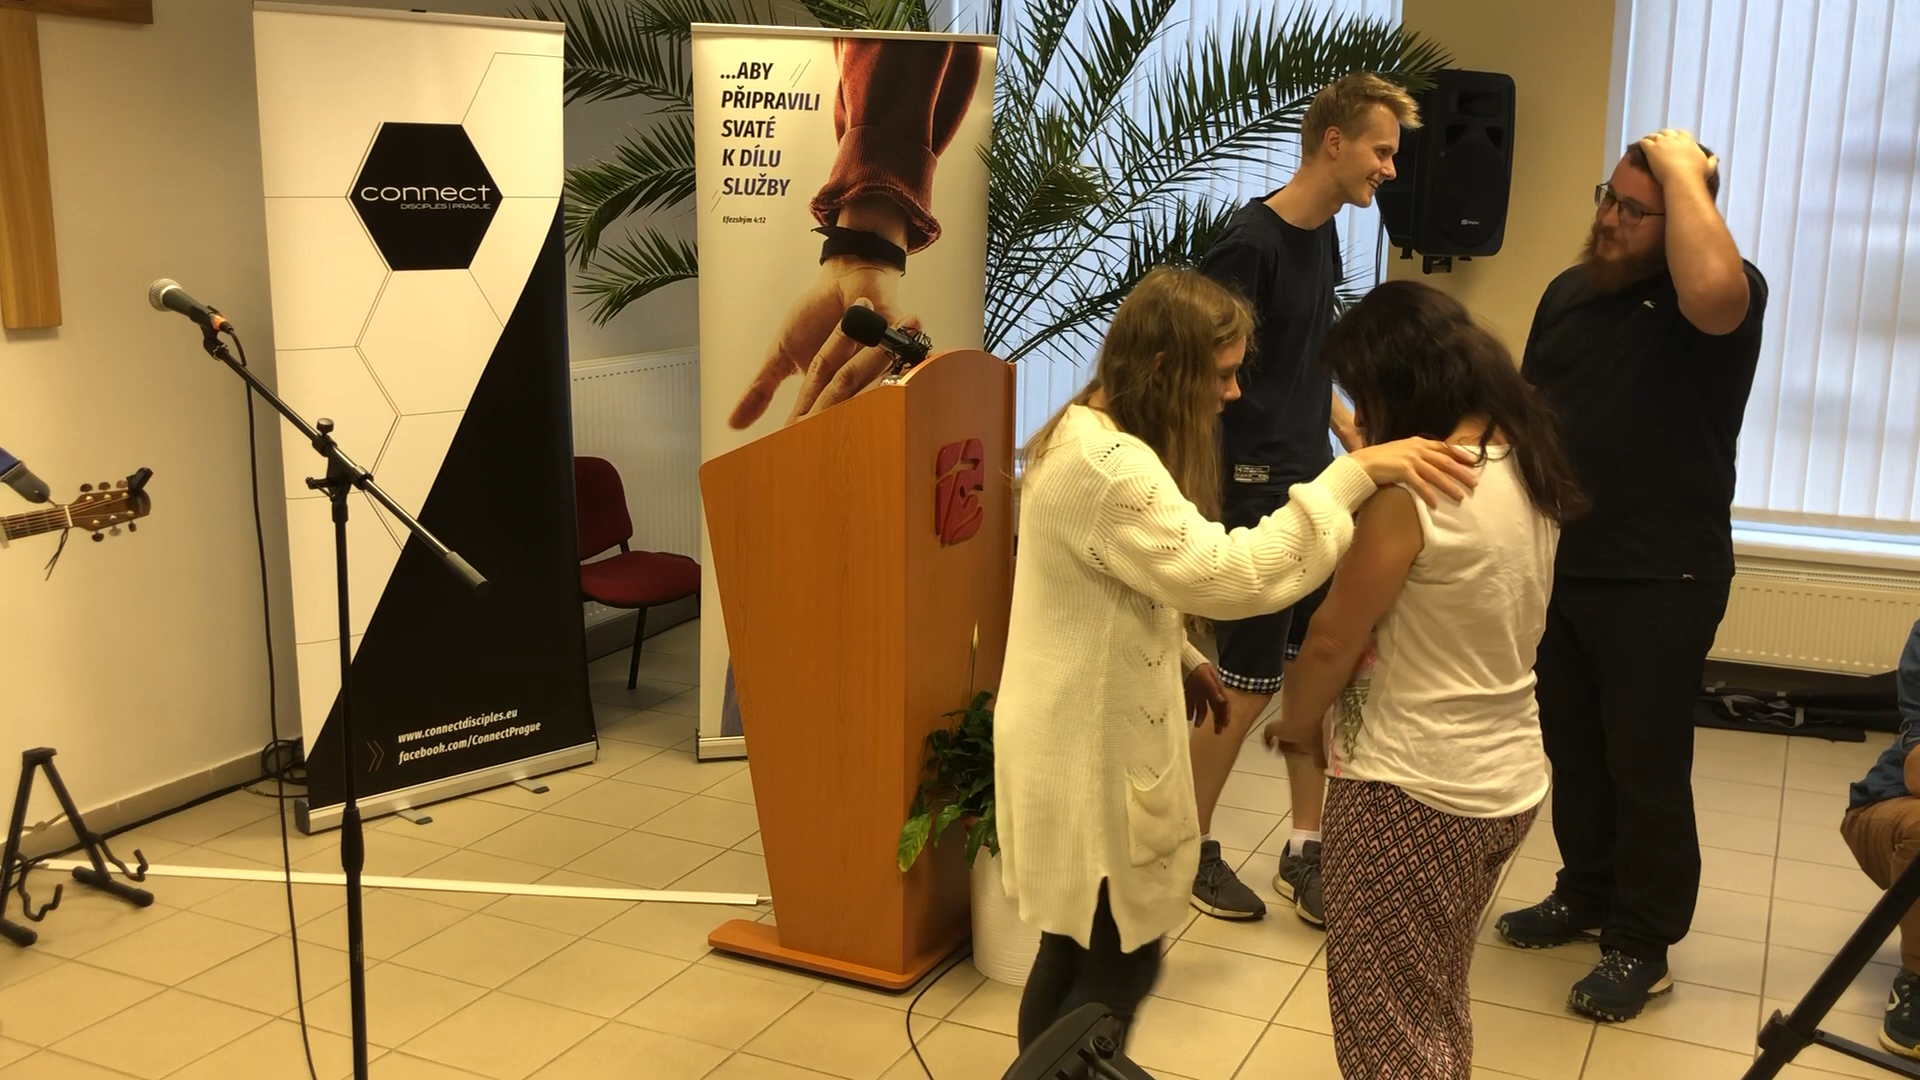 connect
DISCIPLES | PRAGUE
www.connectdisciples.eu
facebook.com/ConnectPrague
...ABY
PŘIPRAVILI
SVATÉ
K DÍLU
SLUŽBY
Efezským 4:12